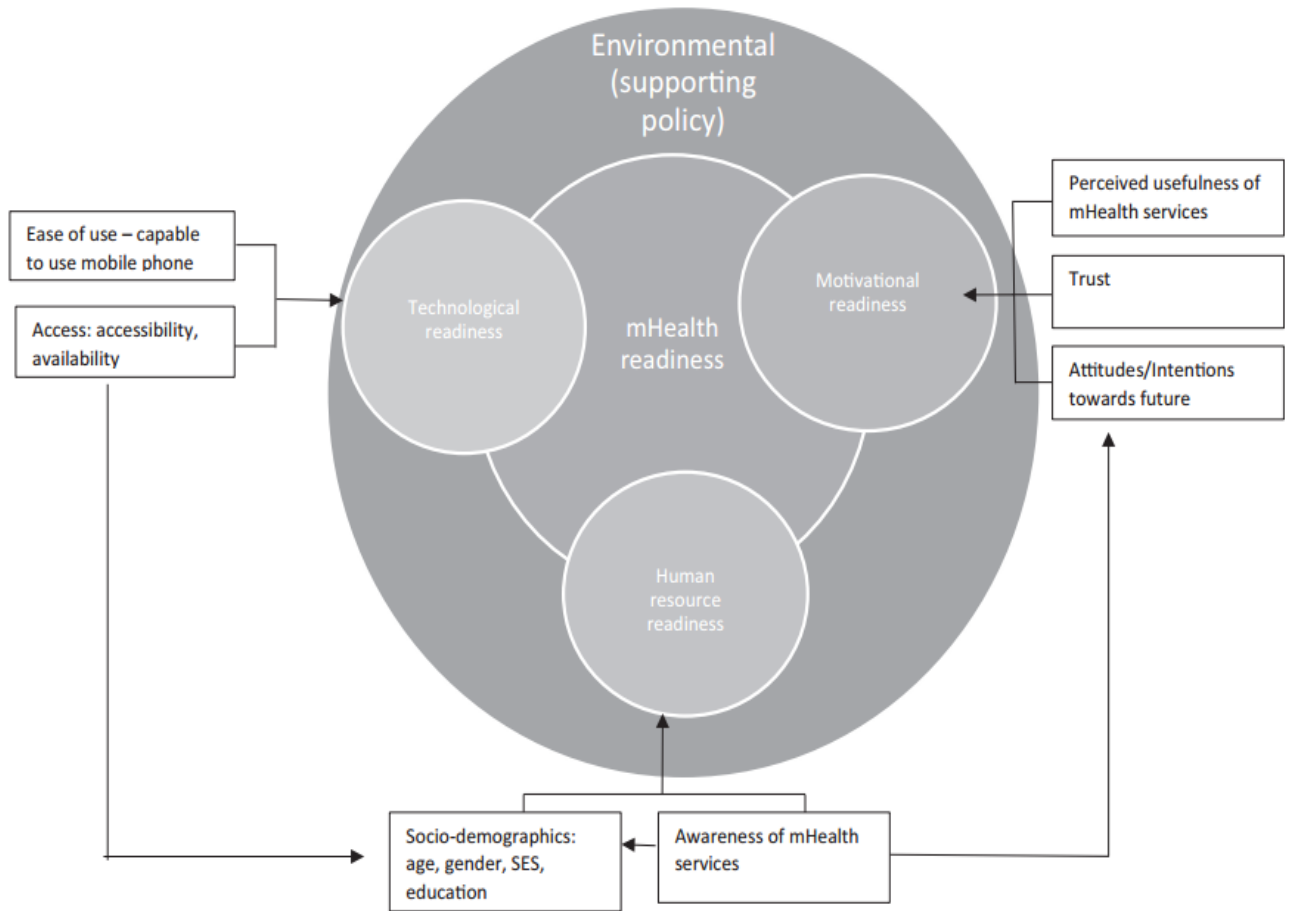 Environmental
(supporting
policy)
Ease of use – capable
to use mobile phone
Access: accessibility,
availability
Technological
readiness
mHealth
readiness
Motivational
readiness
Perceived usefulness of
mHealth services
Trust
Attitudes/Intentions
towards future
Human
resource
readiness
Socio-demographics:
age, gender, SES,
education
Awareness of mHealth
services